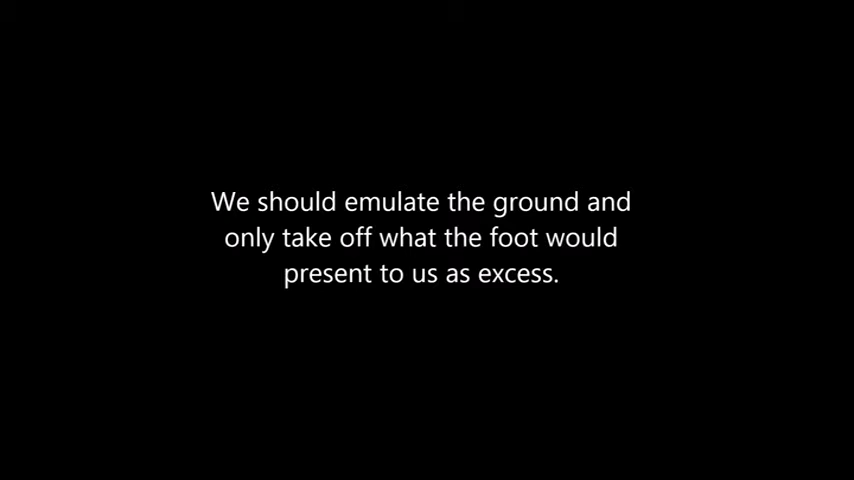 We should emulate the ground and
only take off what the foot would
present to us as excess.